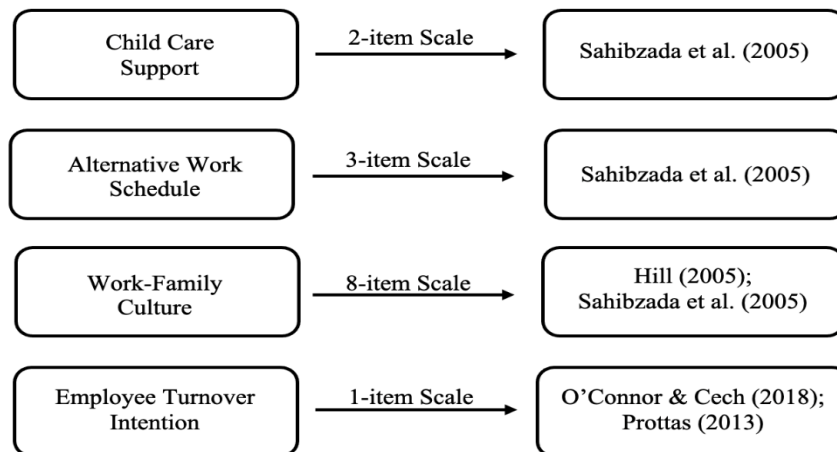 Child Care
Support
2-item Scale
Sahibzada et al. (2005)
Alternative Work
Schedule
3-item Scale
Sahibzada et al. (2005)
Work-Family
Culture
8-item Scale
Hill (2005);
Sahibzada et al. (2005)
Employee Turnover
Intention
1-item Scale
O’Connor & Cech (2018);
Prottas (2013)